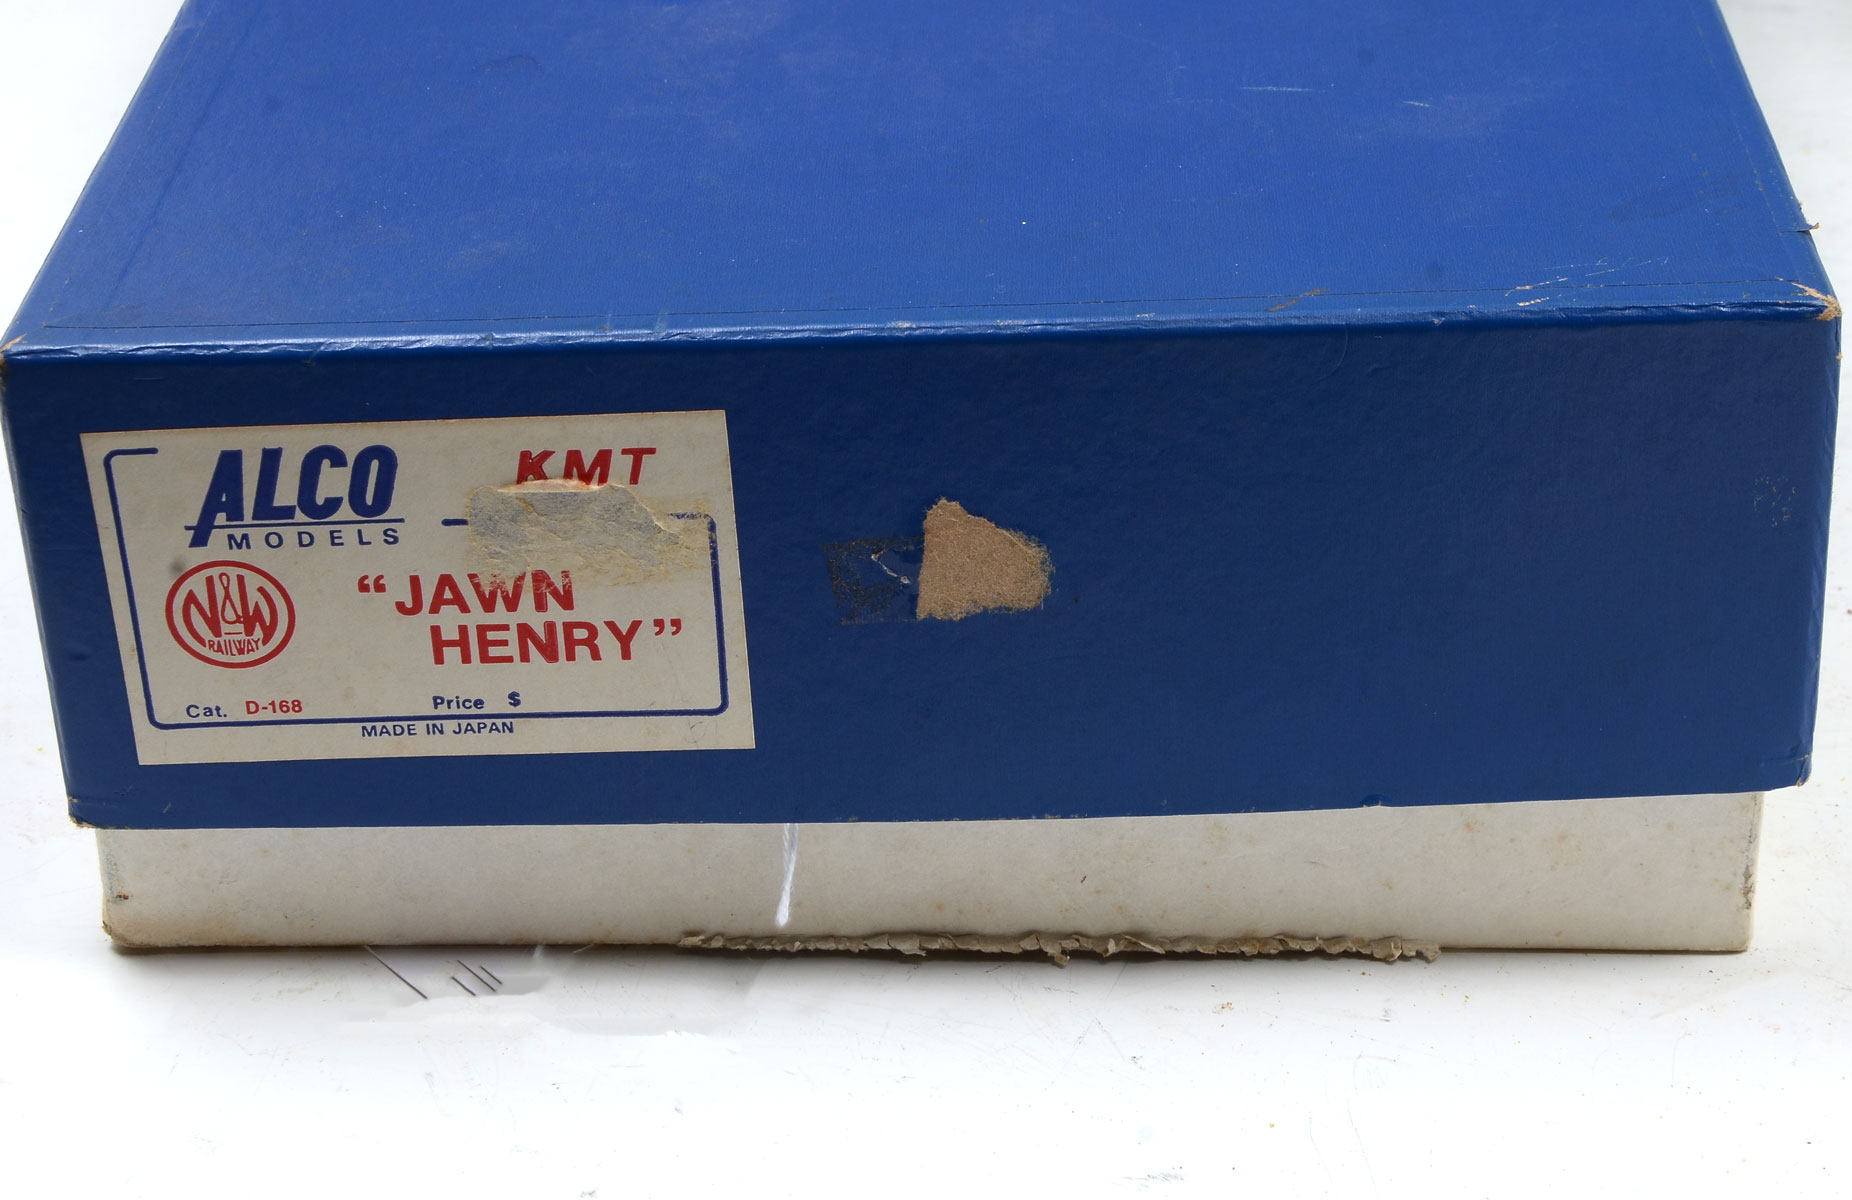 ALCO KMT
MODELS
N&W
RAILWAY
"JAWN
HENRY"
Cat. D-168 Price $
MADE IN JAPAN